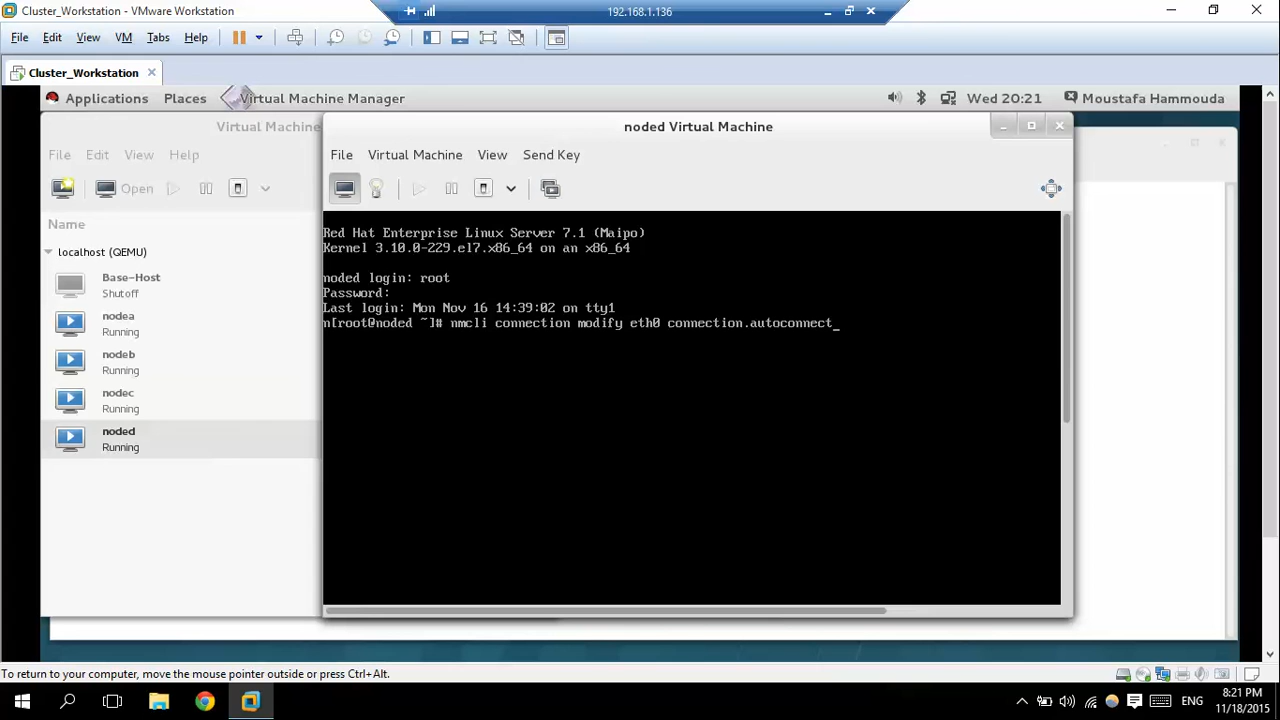 Cluster_Workstation - VMware Workstation
192.168.1.136
File Edit View VM Tabs Help
Cluster_Workstation
Applications Places Virtual Machine Manager
Wed 20:21 Moustafa Hammouda
Virtual Machine
noded Virtual Machine
File Edit View Help
File Virtual Machine View Send Key
Open
Name
localhost (QEMU)
Base-Host
Shutoff
nodea
Running
nodeb
Running
nodec
Running
noded
Running
Red Hat Enterprise Linux Server 7.1 (Maipo)
Kernel 3.10.0-229.el7.x86_64 on an x86_64
noded login: root
Password:
Last login: Mon Nov 16 14:39:02 on tty1
n[root@noded ~]# nmcli connection modify eth0 connection.autoconnect_
To return to your computer, move the mouse pointer outside or press Ctrl+Alt.
ENG
8:21 PM
11/18/2015